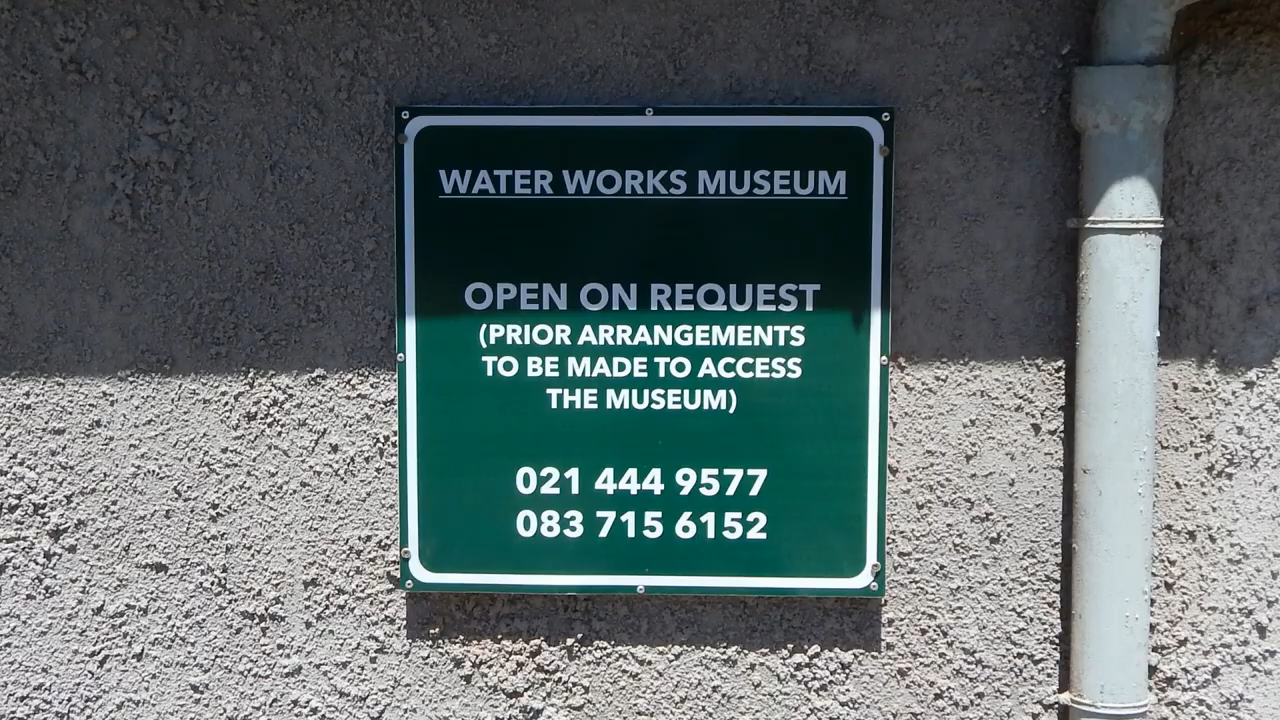 WATER WORKS MUSEUM
OPEN ON REQUEST
(PRIOR ARRANGEMENTS
TO BE MADE TO ACCESS
THE MUSEUM)
021 444 9577
083 715 6152